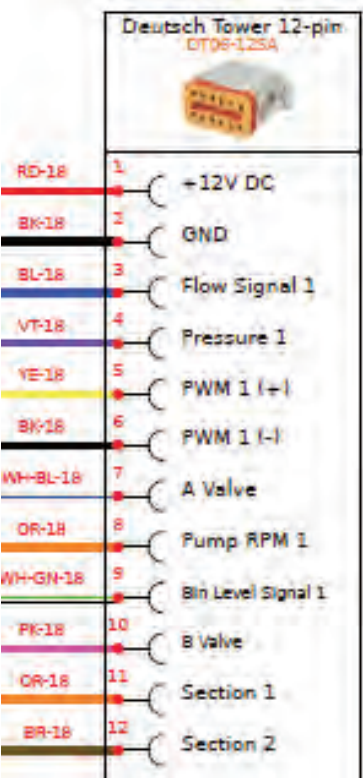 Deutsch Tower 12-pin
DT06-12SA
RD-18 1 +12V DC
BK-18 2 GND
BL-18 3 Flow Signal 1
VT-18 4 Pressure 1
YE-18 5 PWM 1 (+)
BK-18 6 PWM 1 (-)
WH-BL-18 7 A Valve
OR-18 8 Pump RPM 1
WH-GN-18 9 Bin Level Signal 1
PK-18 10 B Valve
OR-18 11 Section 1
BR-18 12 Section 2